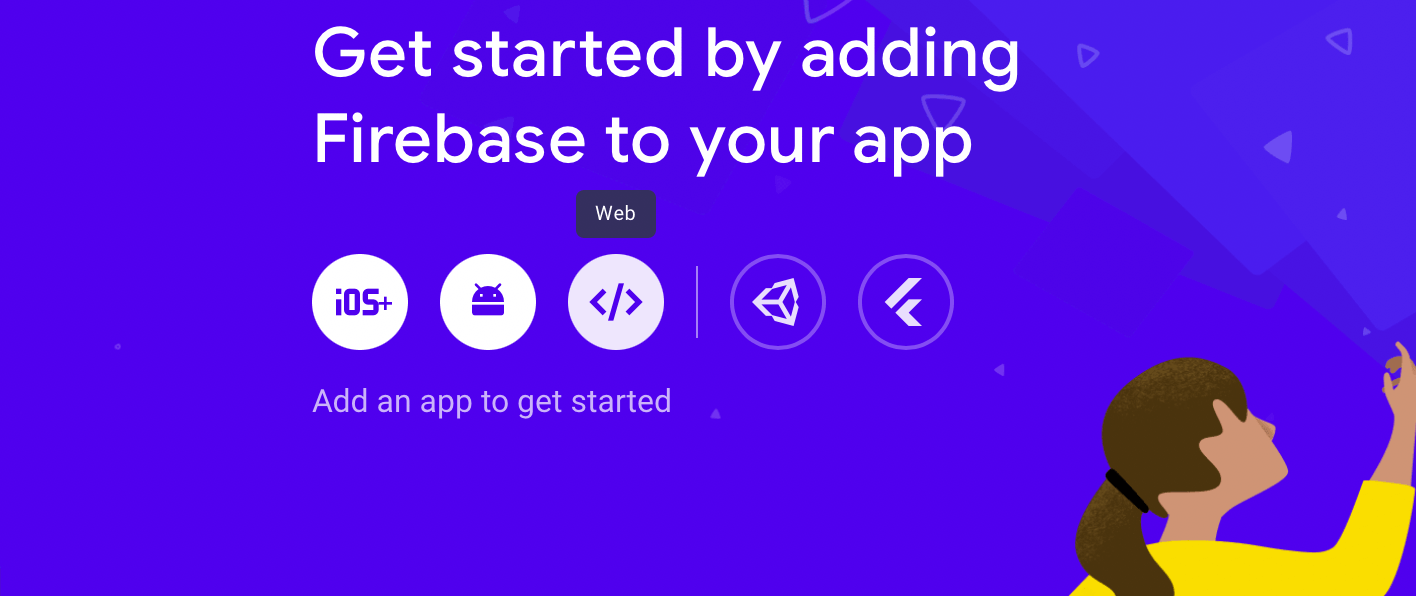 Get started by adding
Firebase to your app
Web
iOS+
Add an app to get started